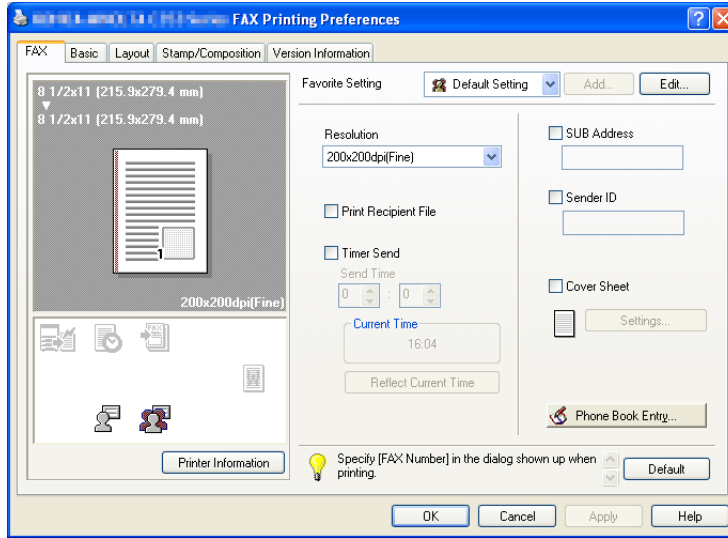 FAX Printing Preferences
FAX Basic Layout Stamp/Composition Version Information
8 1/2x11 (215.9x279.4 mm)
8 1/2x11 (215.9x279.4 mm)
1
200x200dpi(Fine)
Printer Information
Favorite Setting Default Setting Add... Edit...
Resolution
200x200dpi(Fine)
Print Recipient File
Timer Send
Send Time
0 : 0
Current Time
16:04
Reflect Current Time
SUB Address
Sender ID
Cover Sheet
Settings...
Phone Book Entry...
Specify [FAX Number] in the dialog shown up when
printing.
Default
OK Cancel Apply Help